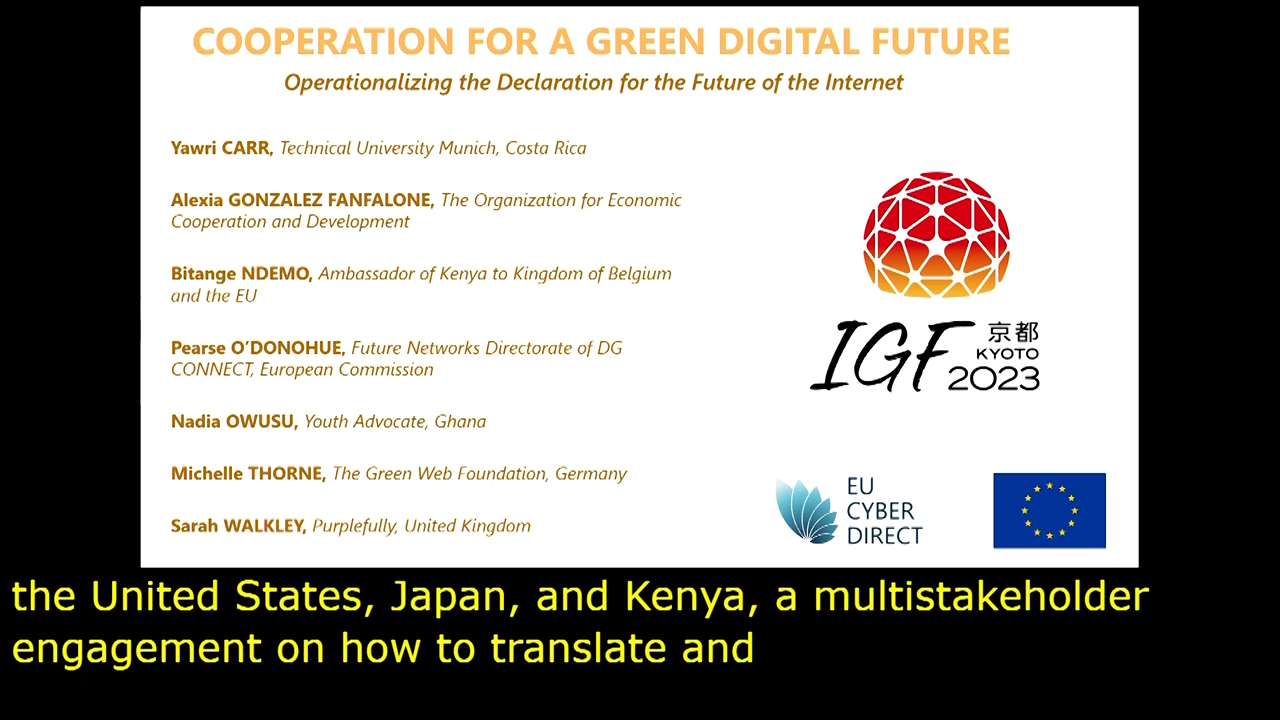 COOPERATION FOR A GREEN DIGITAL FUTURE
Operationalizing the Declaration for the Future of the Internet
Yawri CARR, Technical University Munich, Costa Rica
Alexia GONZALEZ FANFALONE, The Organization for Economic
Cooperation and Development
Bitange NDEMO, Ambassador of Kenya to Kingdom of Belgium
and the EU
Pearse O’DONOHUE, Future Networks Directorate of DG
CONNECT, European Commission
Nadia OWUSU, Youth Advocate, Ghana
Michelle THORNE, The Green Web Foundation, Germany
Sarah WALKLEY, Purplefully, United Kingdom
IGF 京都
KYOTO
2023
EU
CYBER
DIRECT
the United States, Japan, and Kenya, a multistakeholder
engagement on how to translate and